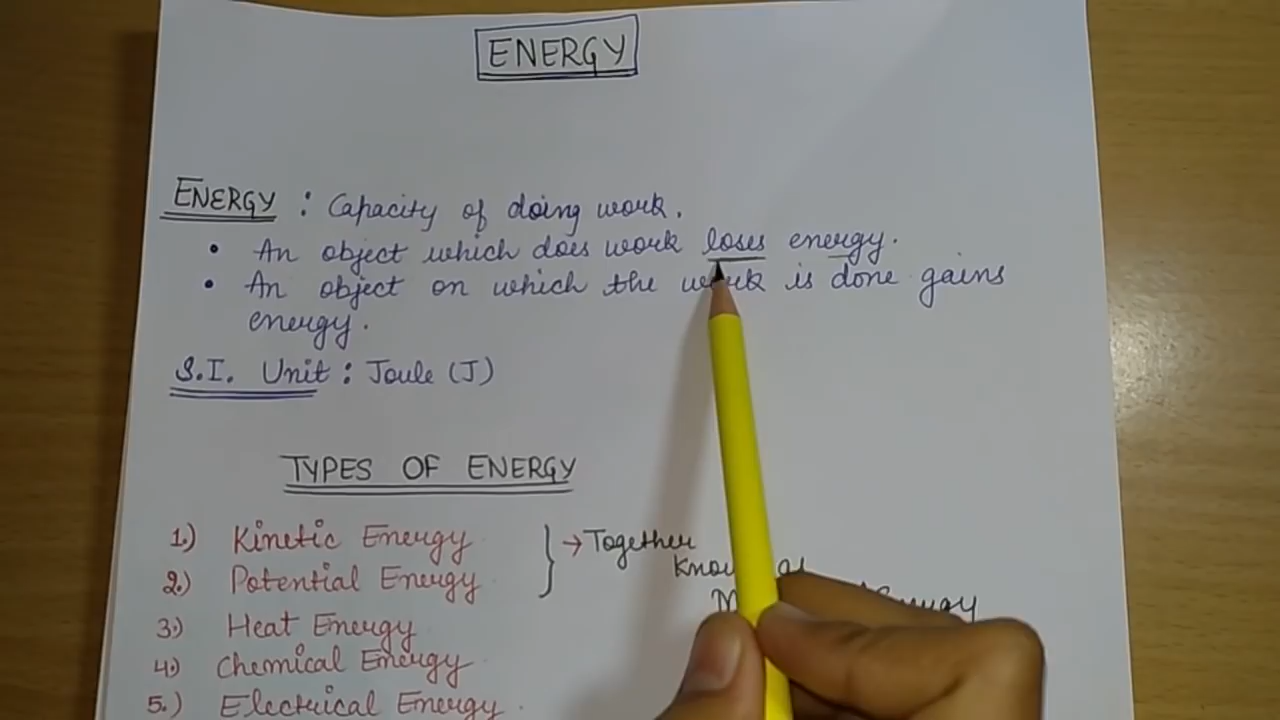 ENERGY
ENERGY : Capacity of doing work.
• An object which does work loses energy.
• An object on which the work is done gains
energy.
S.I. Unit : Joule (J)
TYPES OF ENERGY
1.) Kinetic Energy } → Together
2.) Potential Energy
3.) Heat Energy
4.) Chemical Energy
5.) Electrical Energy.